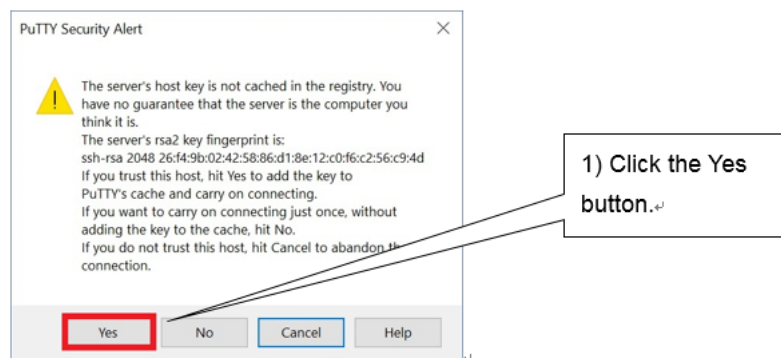 PuTTY Security Alert
The server's host key is not cached in the registry. You
have no guarantee that the server is the computer you
think it is.
The server's rsa2 key fingerprint is:
ssh-rsa 2048 26:f4:9b:02:42:58:86:d1:8e:12:c0:f6:c2:56:c9:4d
If you trust this host, hit Yes to add the key to
PuTTY's cache and carry on connecting.
If you want to carry on connecting just once, without
adding the key to the cache, hit No.
If you do not trust this host, hit Cancel to abandon the
connection.
Yes No Cancel Help
1) Click the Yes
button.